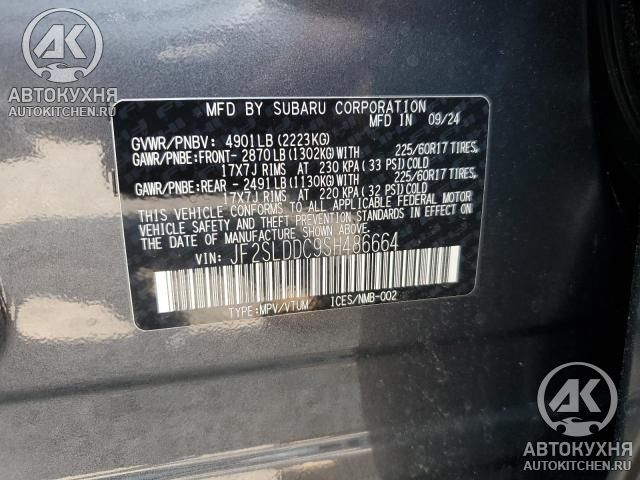 AK
АВТОКУХНЯ
AUTOKITCHEN.RU
MFD BY SUBARU CORPORATION
MFD IN 09/24
GVWR/PNBV: 4901LB (2223KG)
GAWR/PNBE:FRONT- 2870LB (1302KG) WITH 225/60R17 TIRES,
17X7J RIMS AT 230 KPA (33 PSI) COLD
GAWR/PNBE:REAR - 2491LB (1130KG) WITH 225/60R17 TIRES,
17X7J RIMS AT 220 KPA (32 PSI) COLD
THIS VEHICLE CONFORMS TO ALL APPLICABLE FEDERAL MOTOR
VEHICLE SAFETY AND THEFT PREVENTION STANDARDS IN EFFECT ON
THE DATE OF MANUFACTURE SHOWN ABOVE.
VIN: JF2SLDDC9SH486664
TYPE:MPV/VTUM ICES/NMB-002
AK
АВТОКУХНЯ
AUTOKITCHEN.RU